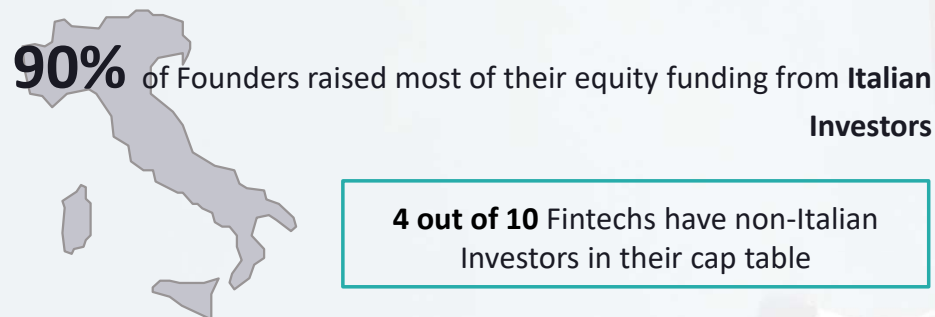 90% of Founders raised most of their equity funding from Italian
Investors
4 out of 10 Fintechs have non-Italian
Investors in their cap table